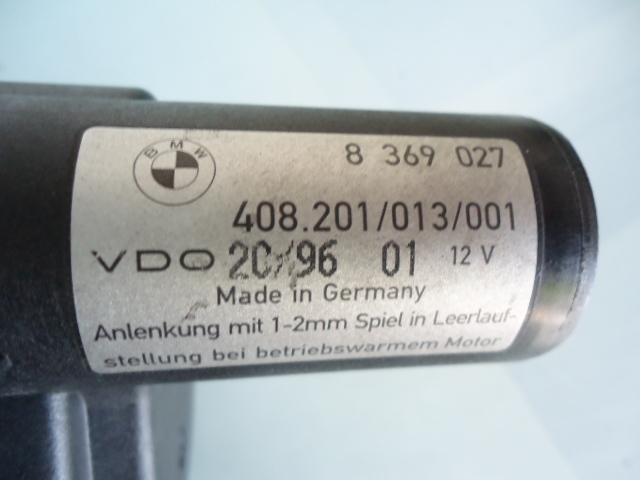 BMW
8 369 027
408.201/013/001
VDO 20/96 01 12 V
Made in Germany
Anlenkung mit 1-2mm Spiel in Leerlauf-
stellung bei betriebswarmem Motor